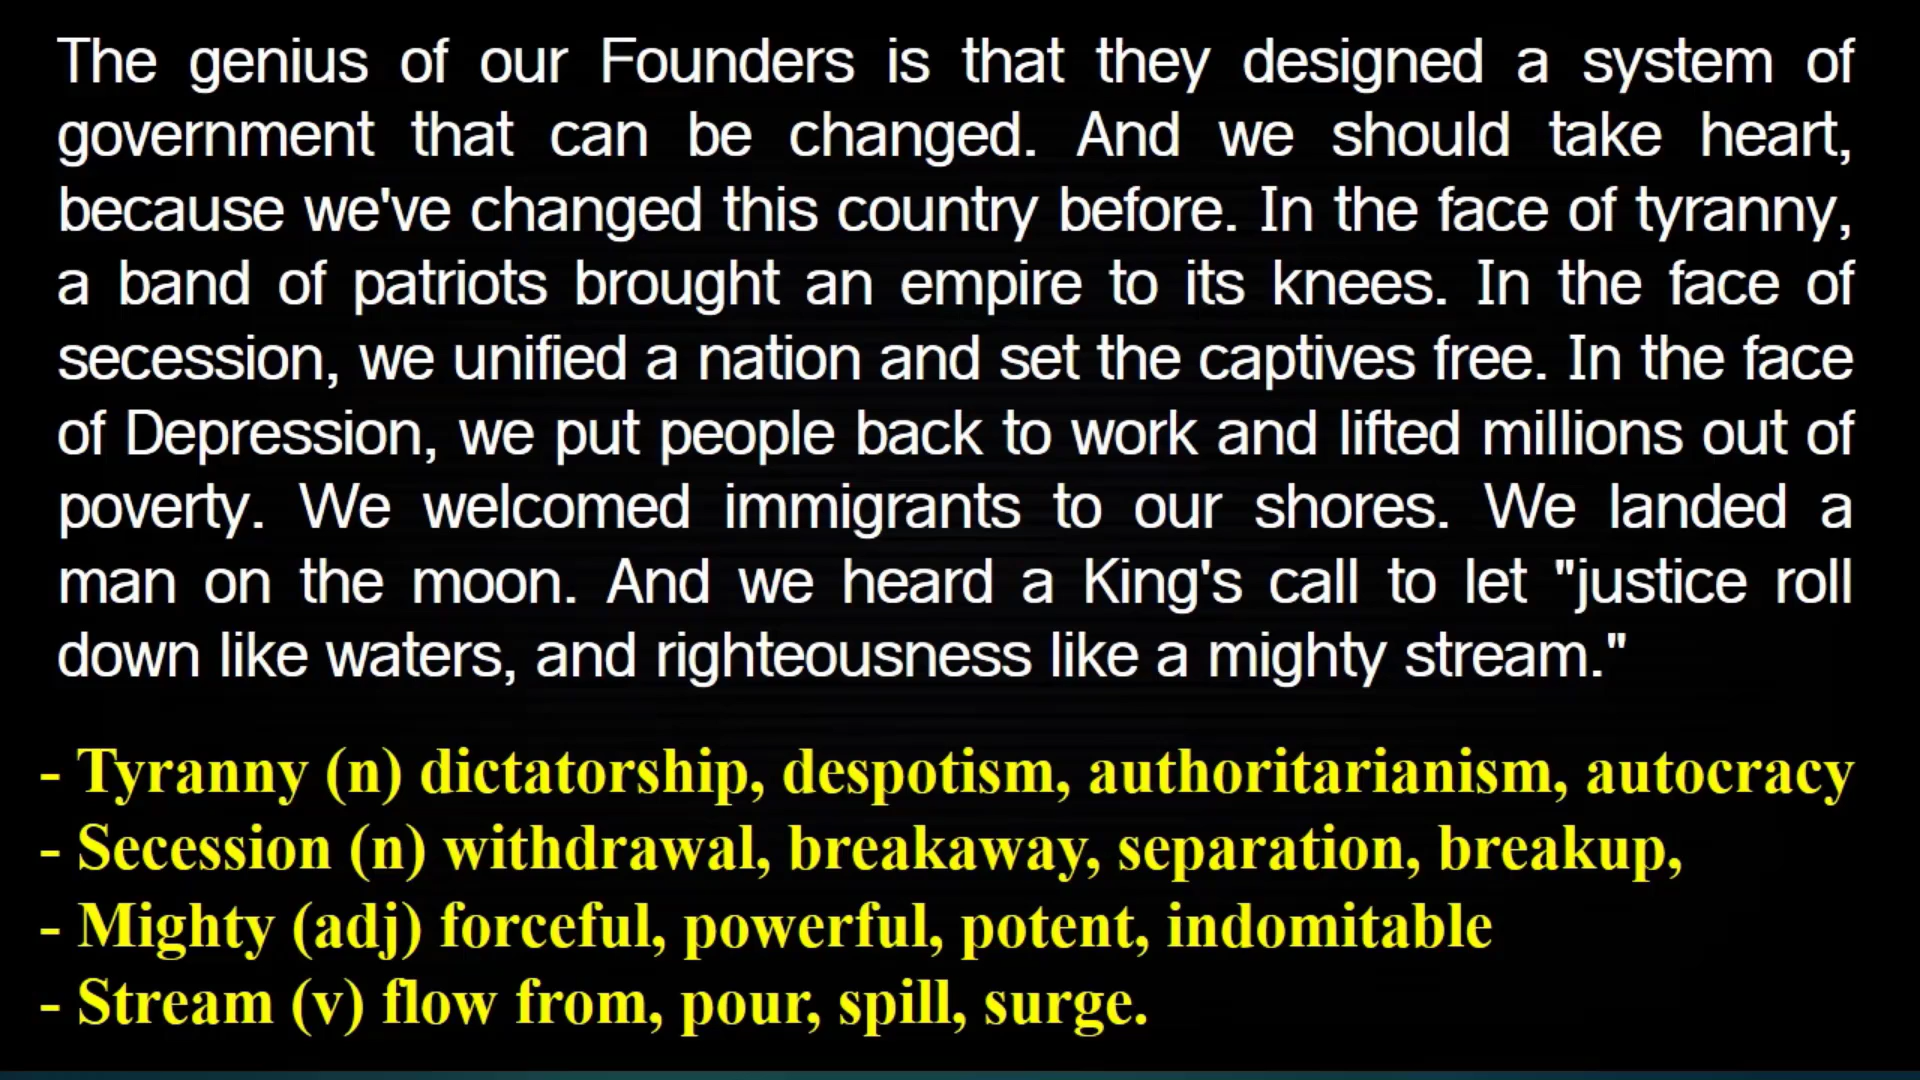 The genius of our Founders is that they designed a system of
government that can be changed. And we should take heart,
because we've changed this country before. In the face of tyranny,
a band of patriots brought an empire to its knees. In the face of
secession, we unified a nation and set the captives free. In the face
of Depression, we put people back to work and lifted millions out of
poverty. We welcomed immigrants to our shores. We landed a
man on the moon. And we heard a King's call to let "justice roll
down like waters, and righteousness like a mighty stream."
- Tyranny (n) dictatorship, despotism, authoritarianism, autocracy
- Secession (n) withdrawal, breakaway, separation, breakup,
- Mighty (adj) forceful, powerful, potent, indomitable
- Stream (v) flow from, pour, spill, surge.